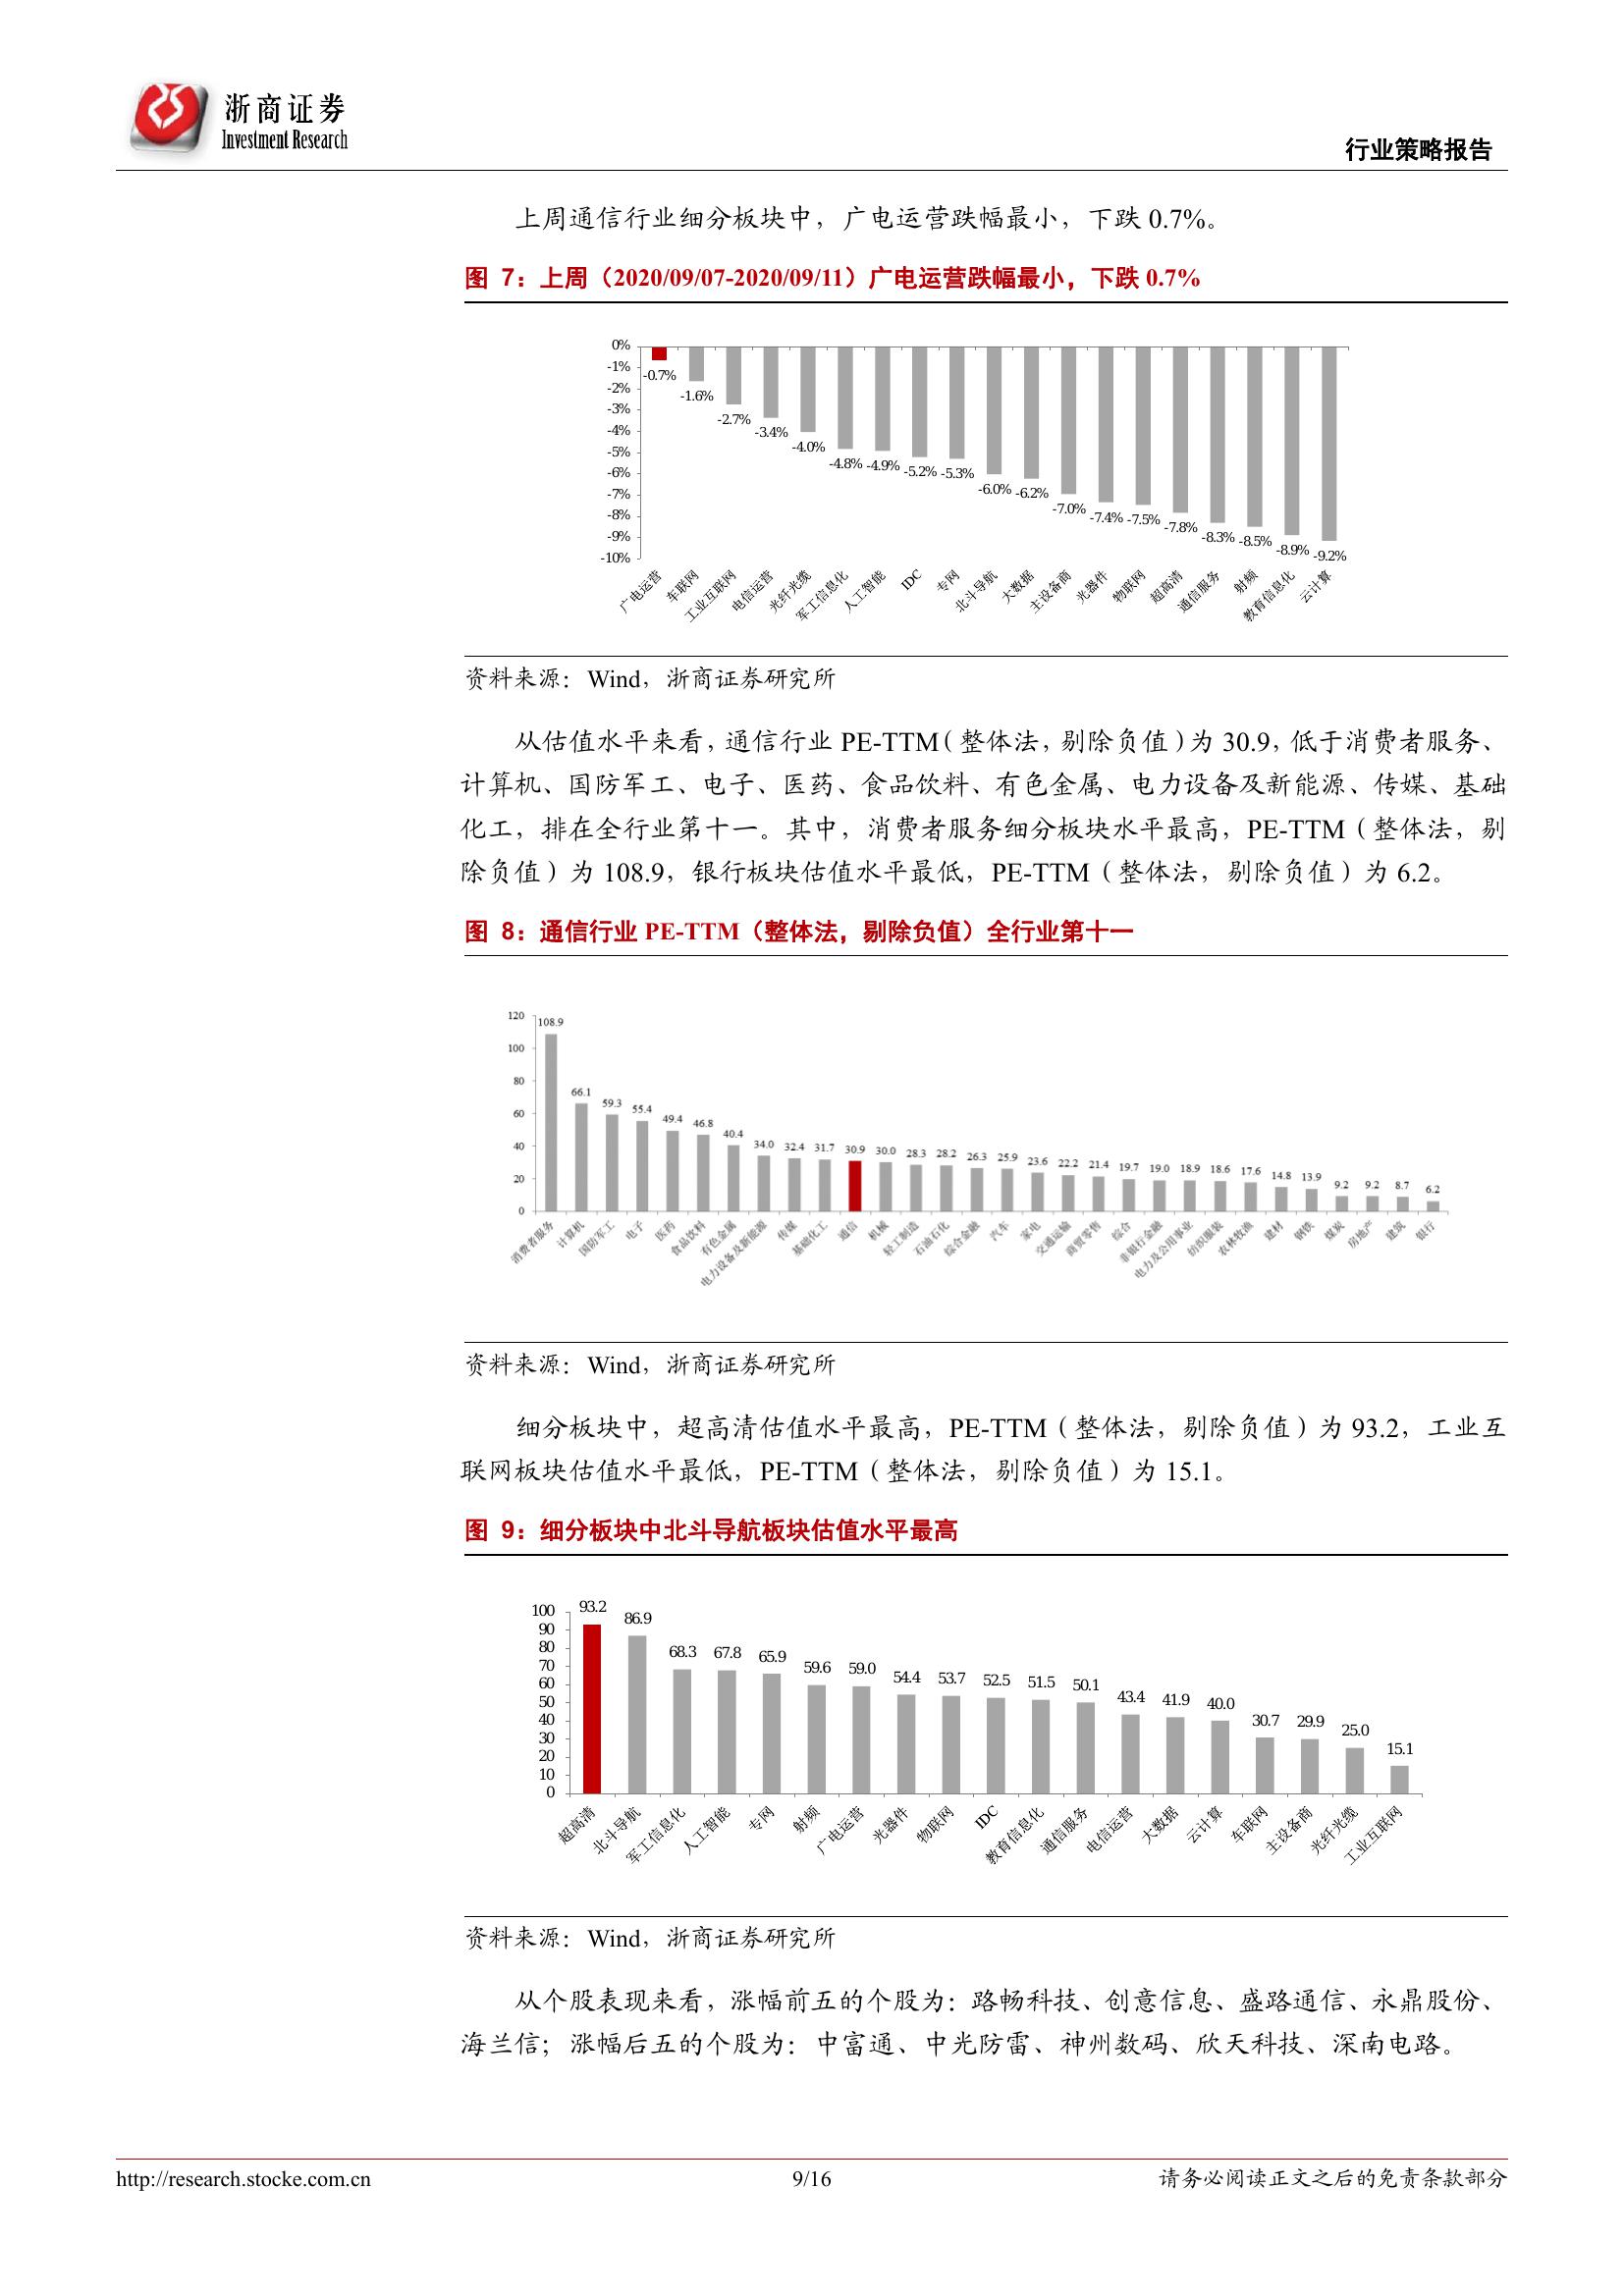 浙商证券
Investment Research
行业策略报告
上周通信行业细分板块中，广电运营跌幅最小，下跌 0.7%。
图 7：上周（2020/09/07-2020/09/11）广电运营跌幅最小，下跌 0.7%
0%
-1%
-2%
-3%
-4%
-5%
-6%
-7%
-8%
-9%
-10%
-0.7%
-1.6%
-2.7%
-3.4%
-4.0%
-4.8%
-4.9%
-5.2%
-5.3%
-6.0%
-6.2%
-7.0%
-7.4%
-7.5%
-7.8%
-8.3%
-8.5%
-8.9%
-9.2%
广电运营
车联网
工业互联网
电信运营
光纤光缆
军工信息化
人工智能
IDC
专网
北斗导航
大数据
主设备商
光器件
物联网
超高清
通信服务
射频
教育信息化
云计算
资料来源：Wind，浙商证券研究所
从估值水平来看，通信行业 PE-TTM（整体法，剔除负值）为 30.9，低于消费者服务、
计算机、国防军工、电子、医药、食品饮料、有色金属、电力设备及新能源、传媒、基础
化工，排在全行业第十一。其中，消费者服务细分板块水平最高，PE-TTM（整体法，剔
除负值）为 108.9，银行板块估值水平最低，PE-TTM（整体法，剔除负值）为 6.2。
图 8：通信行业 PE-TTM（整体法，剔除负值）全行业第十一
120
100
80
60
40
20
0
108.9
66.1
59.3
55.4
49.4
46.8
40.4
34.0
32.4
31.7
30.9
30.0
28.3
28.2
26.3
25.9
23.6
22.2
21.4
19.7
19.0
18.9
18.6
17.6
14.8
13.9
9.2
9.2
8.7
6.2
消费者服务
计算机
国防军工
电子
医药
食品饮料
有色金属
电力设备及新能源
传媒
基础化工
通信
机械
轻工制造
石油石化
综合金融
汽车
家电
交通运输
商贸零售
综合
非银行金融
电力及公用事业
纺织服装
农林牧渔
建材
钢铁
煤炭
房地产
建筑
银行
资料来源：Wind，浙商证券研究所
细分板块中，超高清估值水平最高，PE-TTM（整体法，剔除负值）为 93.2，工业互
联网板块估值水平最低，PE-TTM（整体法，剔除负值）为 15.1。
图 9：细分板块中北斗导航板块估值水平最高
100
90
80
70
60
50
40
30
20
10
0
93.2
86.9
68.3
67.8
65.9
59.6
59.0
54.4
53.7
52.5
51.5
50.1
43.4
41.9
40.0
30.7
29.9
25.0
15.1
超高清
北斗导航
军工信息化
人工智能
专网
射频
广电运营
光器件
物联网
IDC
教育信息化
通信服务
电信运营
大数据
云计算
车联网
主设备商
光纤光缆
工业互联网
资料来源：Wind，浙商证券研究所
从个股表现来看，涨幅前五的个股为：路畅科技、创意信息、盛路通信、永鼎股份、
海兰信；涨幅后五的个股为：中富通、中光防雷、神州数码、欣天科技、深南电路。
http://research.stocke.com.cn
9/16
请务必阅读正文之后的免责条款部分